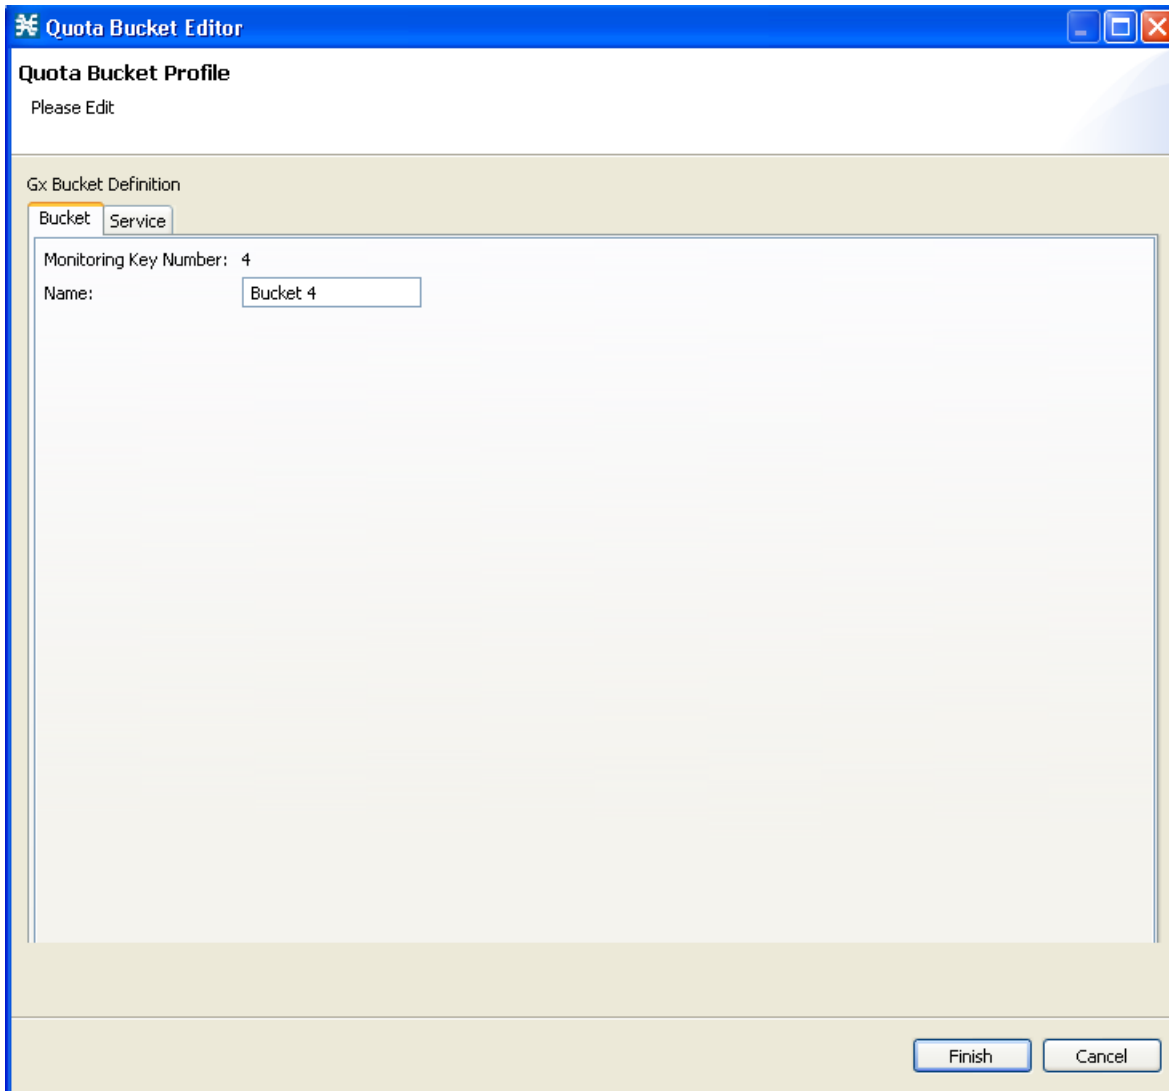 Quota Bucket Editor
Quota Bucket Profile
Please Edit
Gx Bucket Definition
Bucket Service
Monitoring Key Number: 4
Name: Bucket 4
Finish Cancel